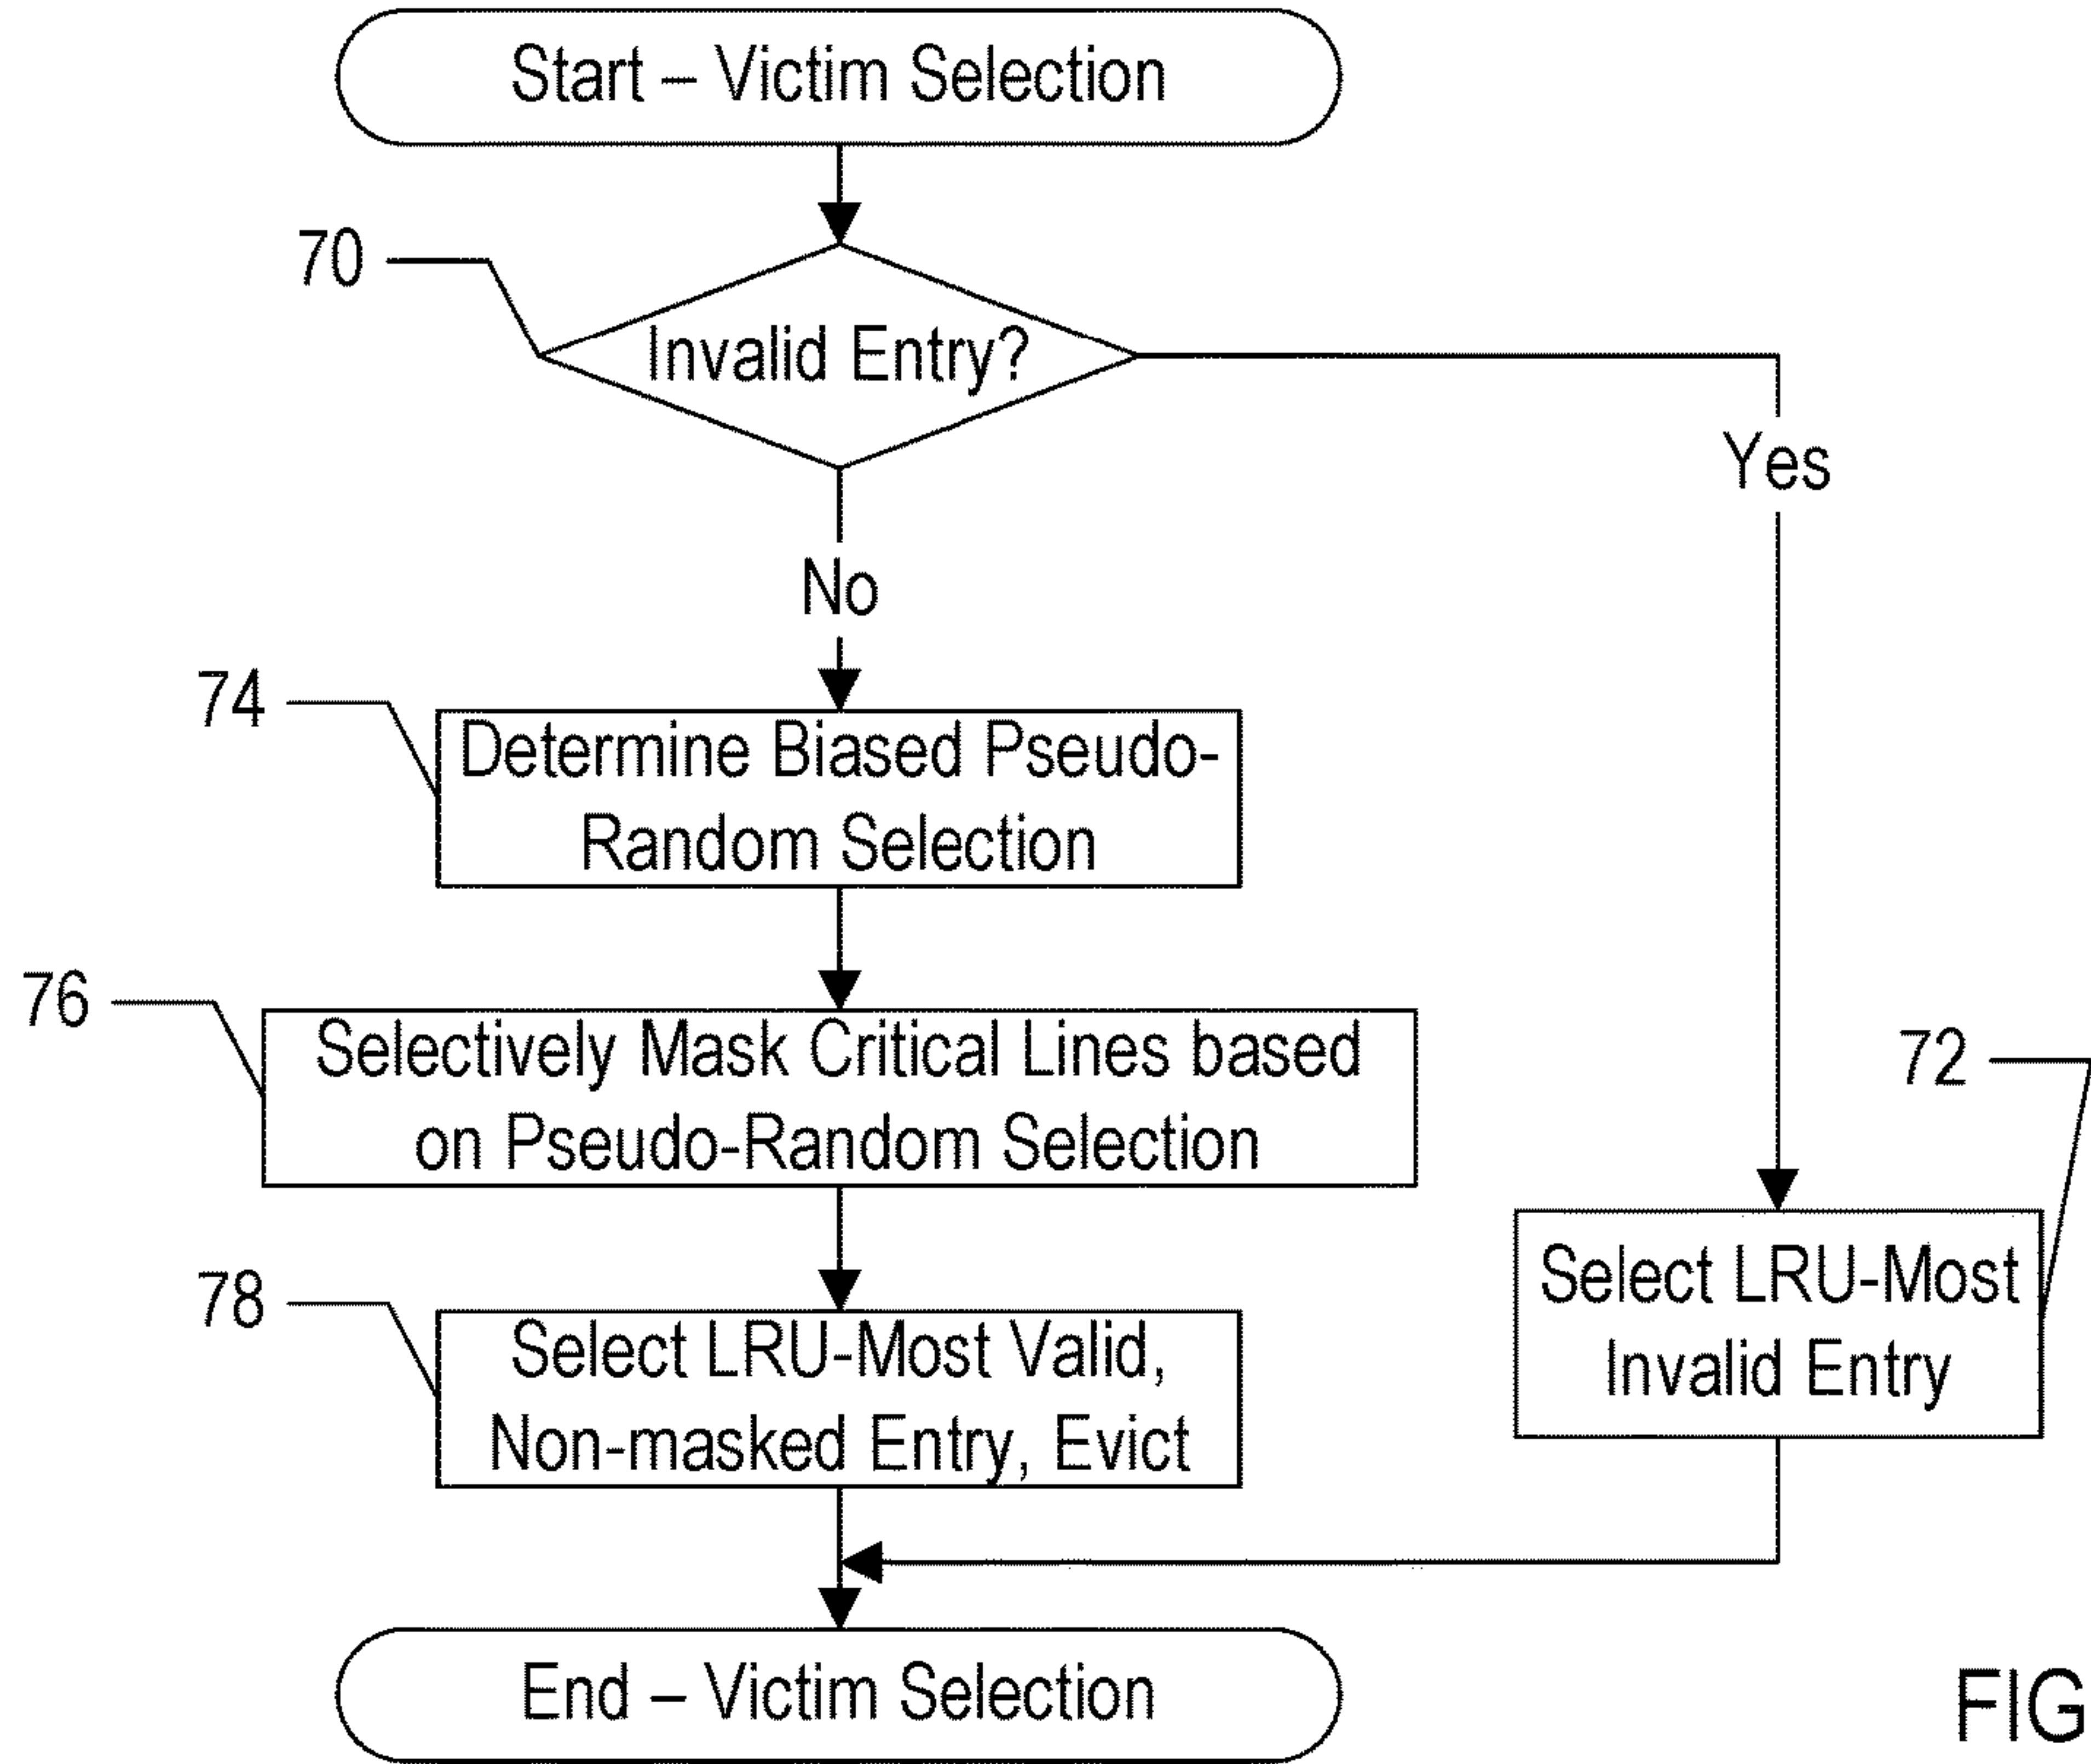 Start – Victim Selection
70
Invalid Entry?
Yes
No
74
Determine Biased Pseudo-
Random Selection
76
Selectively Mask Critical Lines based
on Pseudo-Random Selection
72
Select LRU-Most
Invalid Entry
78
Select LRU-Most Valid,
Non-masked Entry, Evict
End – Victim Selection
FIG